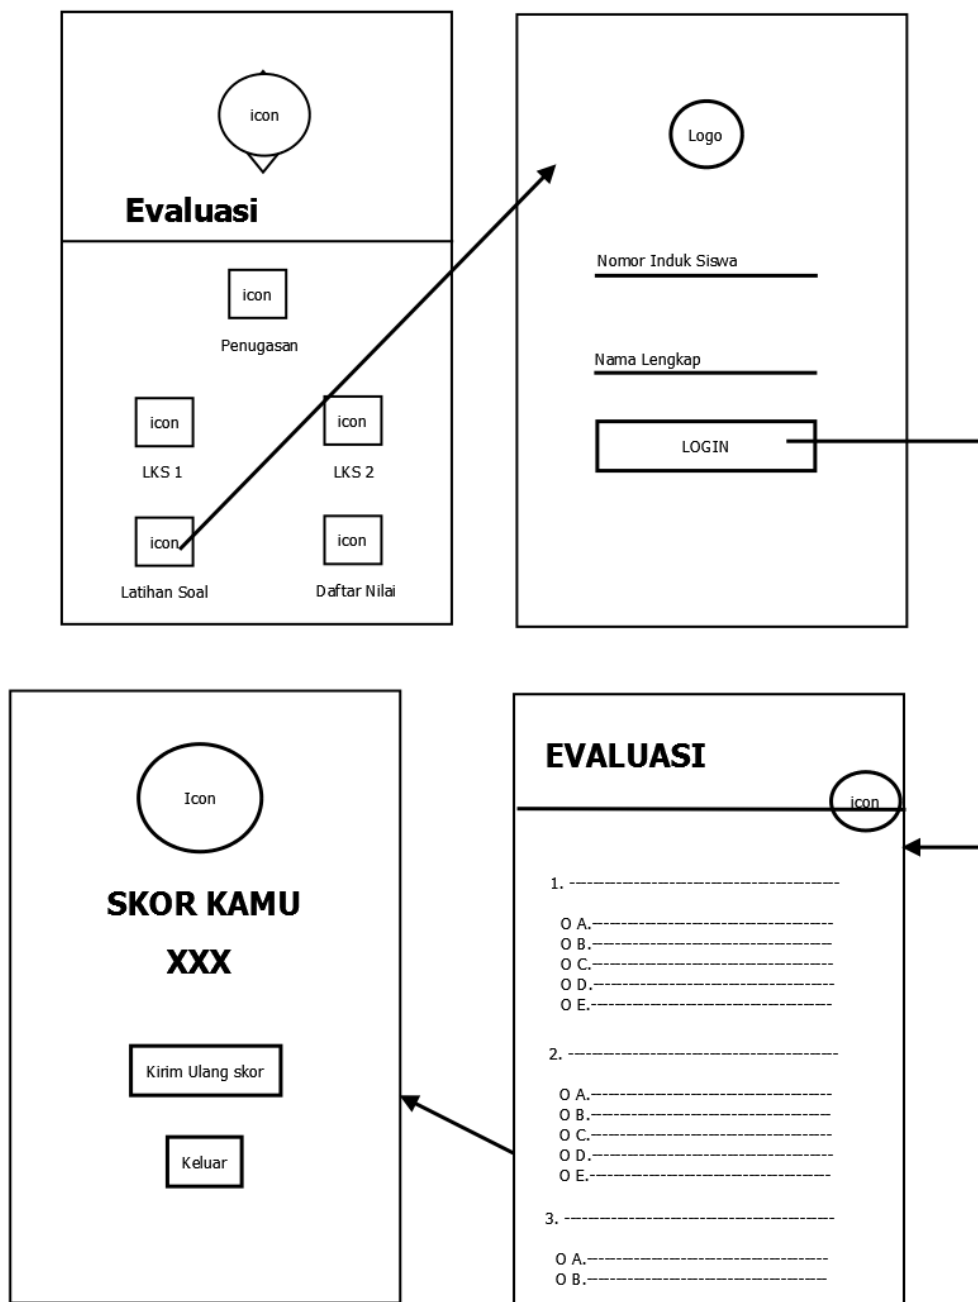 icon
Evaluasi
icon
Penugasan
icon
icon
LKS 1
LKS 2
icon
icon
Latihan Soal
Daftar Nilai
Logo
Nomor Induk Siswa
Nama Lengkap
LOGIN
Icon
SKOR KAMU
XXX
Kirim Ulang skor
Keluar
EVALUASI
icon
1. --------------------------------------------
O A.----------------------------------------
O B.----------------------------------------
O C.----------------------------------------
O D.----------------------------------------
O E.----------------------------------------
2. --------------------------------------------
O A.----------------------------------------
O B.----------------------------------------
O C.----------------------------------------
O D.----------------------------------------
O E.----------------------------------------
3. --------------------------------------------
O A.----------------------------------------
O B.----------------------------------------